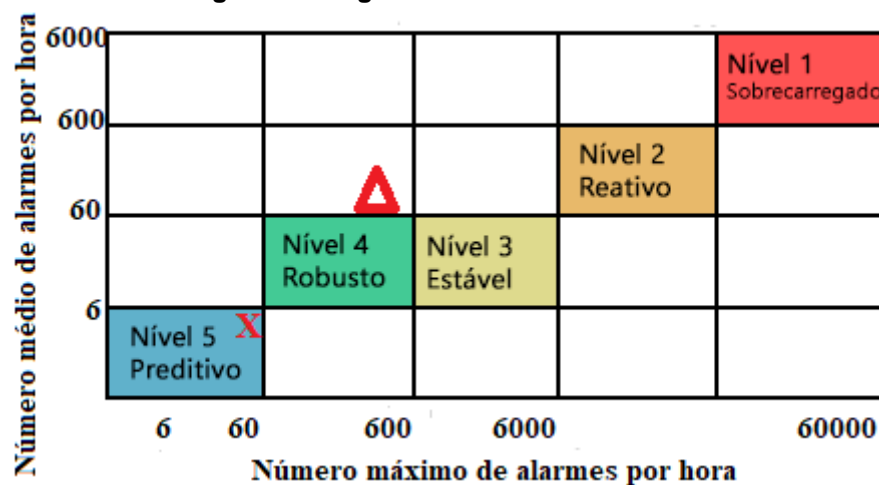 Número médio de alarmes por hora
6000
600
60
6
Nível 1
Sobrecarregado
Nível 2
Reativo
Nível 4
Robusto
Nível 3
Estável
Nível 5
Preditivo
X
6 60 600 6000 60000
Número máximo de alarmes por hora